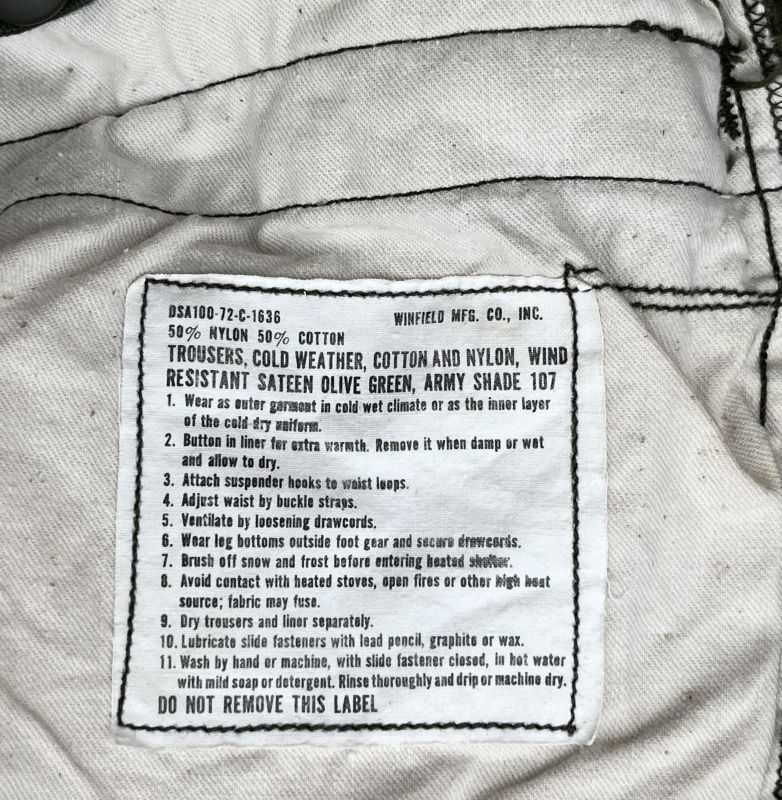 DSA100-72-C-1636 WINFIELD MFG. CO., INC.
50% NYLON 50% COTTON
TROUSERS, COLD WEATHER, COTTON AND NYLON, WIND
RESISTANT SATEEN OLIVE GREEN, ARMY SHADE 107
1. Wear as outer garment in cold wet climate or as the inner layer
of the cold dry uniform.
2. Button in liner for extra warmth. Remove it when damp or wet
and allow to dry.
3. Attach suspender hooks to waist loops.
4. Adjust waist by buckle straps.
5. Ventilate by loosening drawcords.
6. Wear leg bottoms outside foot gear and secure drawcords.
7. Brush off snow and frost before entering heated shelter.
8. Avoid contact with heated stoves, open fires or other high heat
source; fabric may fuse.
9. Dry trousers and liner separately.
10. Lubricate slide fasteners with lead pencil, graphite or wax.
11. Wash by hand or machine, with slide fastener closed, in hot water
with mild soap or detergent. Rinse thoroughly and drip or machine dry.
DO NOT REMOVE THIS LABEL